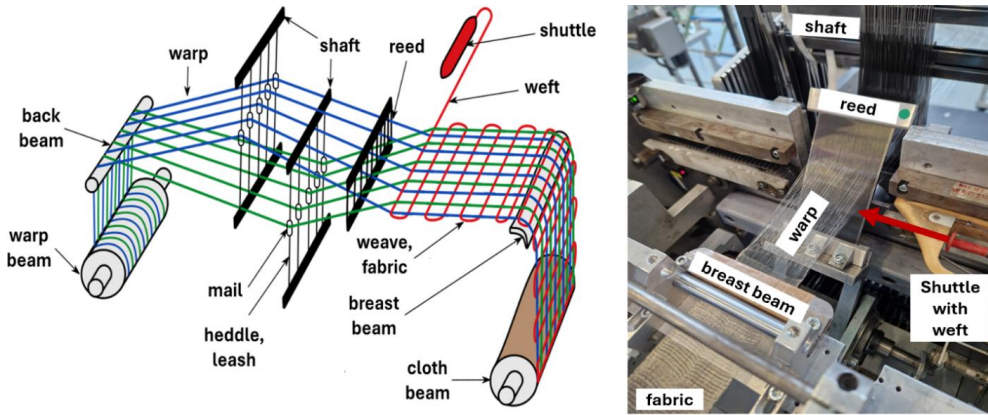 warp
shaft
reed
shuttle
weft
back
beam
warp
beam
mail
heddle,
leash
weave,
fabric
breast
beam
cloth
beam
shaft
reed
warp
breast beam
Shuttle
with
weft
fabric